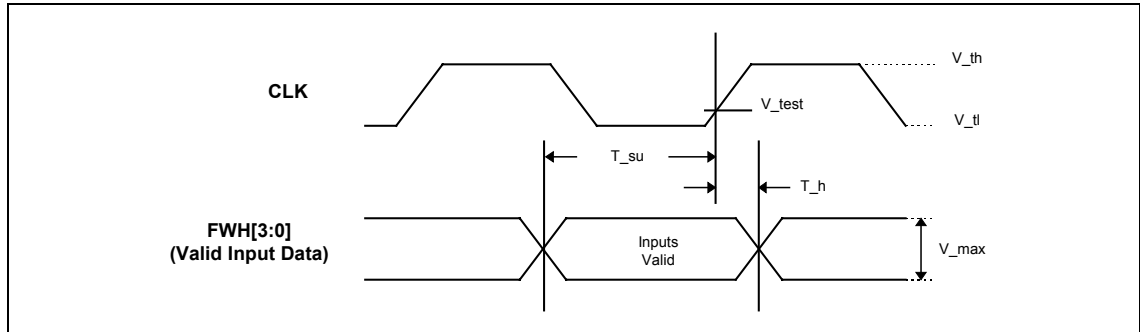 V_th
CLK
V_test
V_tl
T_su
T_h
FWH[3:0]
(Valid Input Data)
Inputs
Valid
V_max